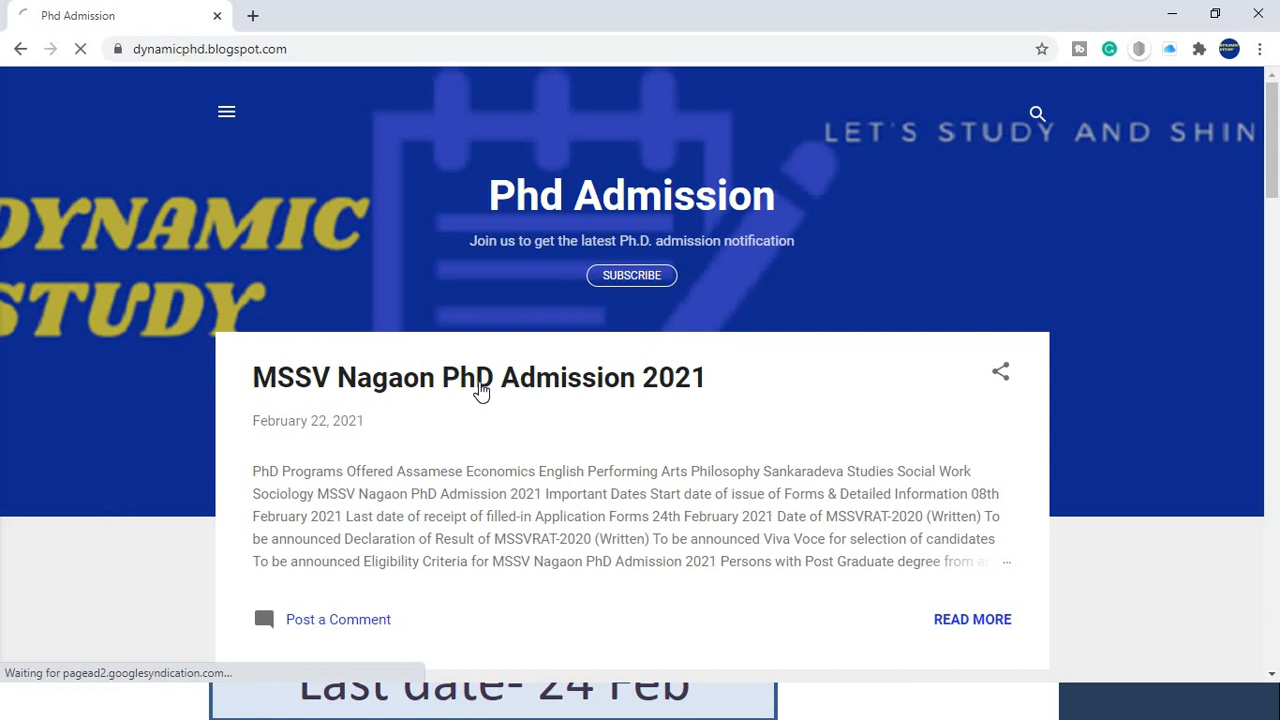 Phd Admission
dynamicphd.blogspot.com
LET'S STUDY AND SHIN
DYNAMIC
STUDY
Phd Admission
Join us to get the latest Ph.D. admission notification
SUBSCRIBE
MSSV Nagaon PhD Admission 2021
February 22, 2021
PhD Programs Offered Assamese Economics English Performing Arts Philosophy Sankaradeva Studies Social Work
Sociology MSSV Nagaon PhD Admission 2021 Important Dates Start date of issue of Forms & Detailed Information 08th
February 2021 Last date of receipt of filled-in Application Forms 24th February 2021 Date of MSSVRAT-2020 (Written) To
be announced Declaration of Result of MSSVRAT-2020 (Written) To be announced Viva Voce for selection of candidates
To be announced Eligibility Criteria for MSSV Nagaon PhD Admission 2021 Persons with Post Graduate degree from ...
Post a Comment
READ MORE
Waiting for pagead2.googlesyndication.com...
Last date- 24 Feb